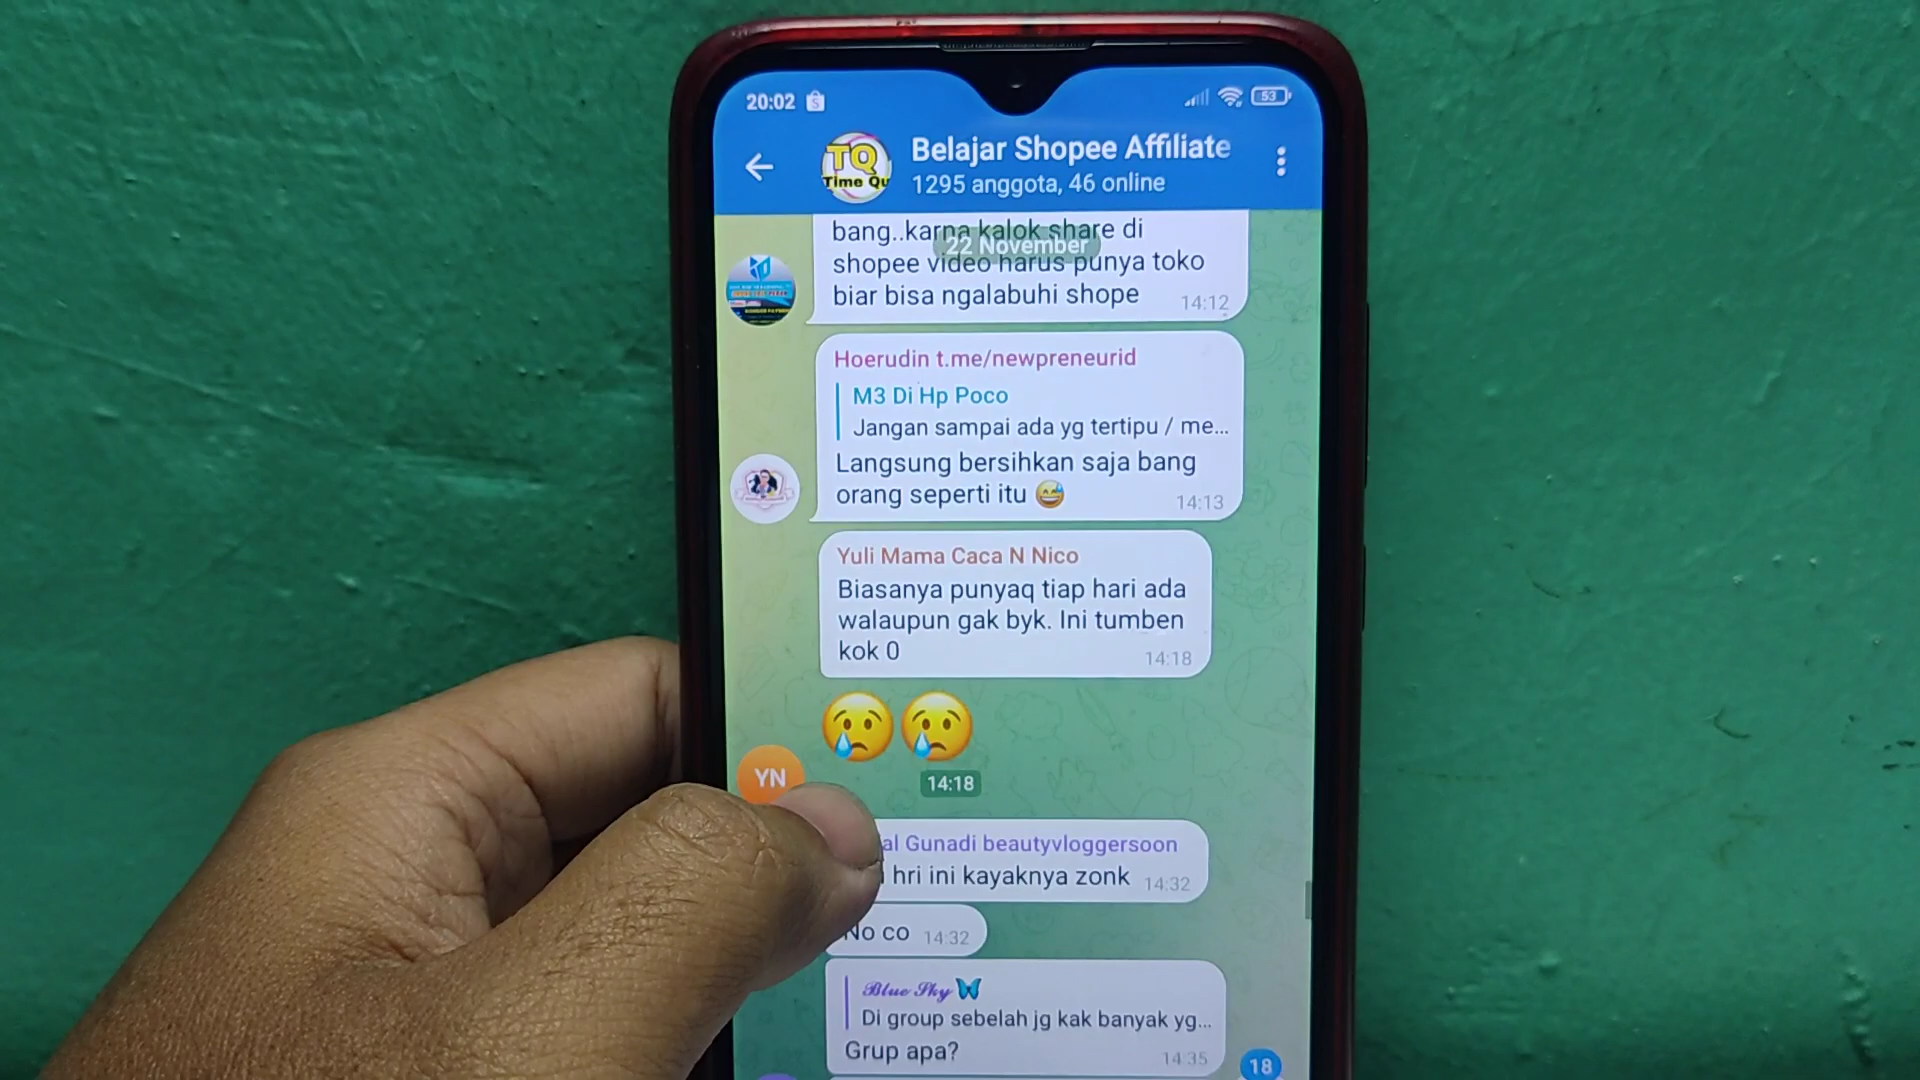 20:02
53
TQ
Time Qu
Belajar Shopee Affiliate
1295 anggota, 46 online
bang..karna kalok share di
22 November
shopee video harus punya toko
biar bisa ngalabuhi shope 14:12
Hoerudin t.me/newpreneurid
M3 Di Hp Poco
Jangan sampai ada yg tertipu / me...
Langsung bersihkan saja bang
orang seperti itu 😅 14:13
Yuli Mama Caca N Nico
Biasanya punyaq tiap hari ada
walaupun gak byk. Ini tumben
kok 0 14:18
😢😢
YN 14:18
al Gunadi beautyvloggersoon
hri ini kayaknya zonk 14:32
No co 14:32
Blue Sky🦋
Di group sebelah jg kak banyak yg...
Grup apa? 14:35
18